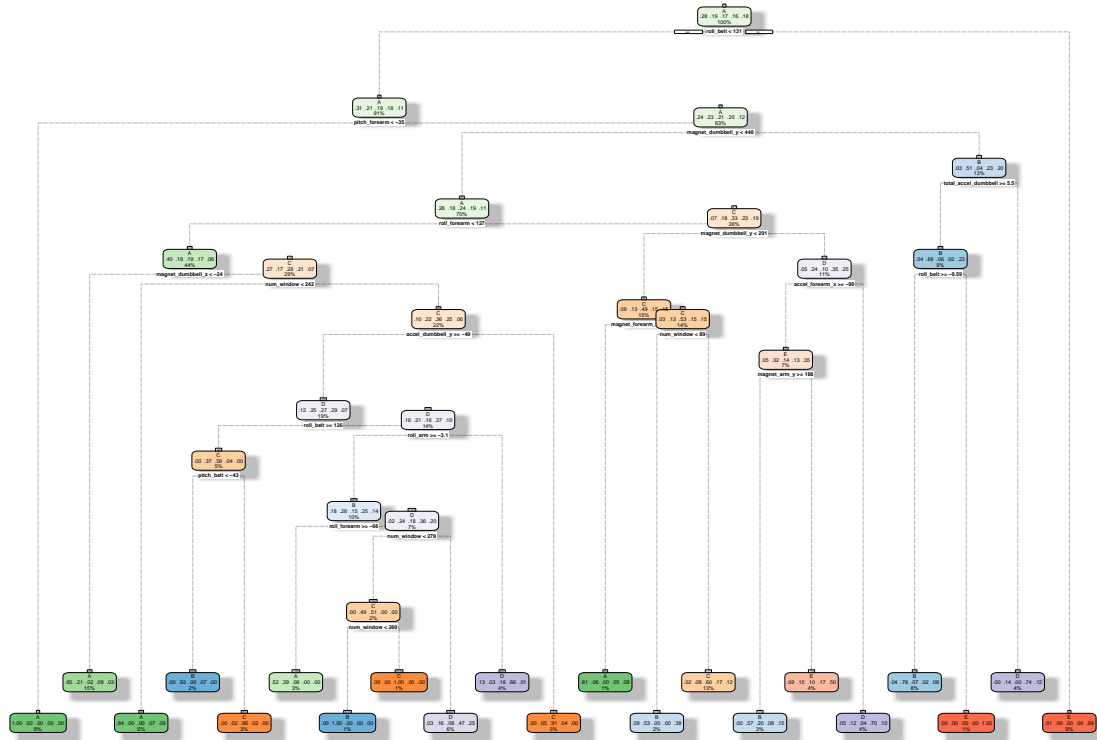 A
.28 .19 .17 .16 .18
100%
roll_belt < 131
A
.31 .21 .19 .18 .11
91%
pitch_forearm < −35
A
.24 .23 .21 .20 .12
83%
magnet_dumbbell_y < 440
B
.03 .51 .04 .23 .20
13%
total_accel_dumbbell >= 5.5
A
.28 .18 .24 .19 .11
70%
roll_forearm < 127
C
.07 .18 .33 .23 .19
26%
magnet_dumbbell_y < 291
A
.40 .19 .19 .17 .06
44%
magnet_dumbbell_z < −24
C
.27 .17 .28 .21 .07
29%
num_window < 242
D
.05 .24 .10 .35 .25
11%
accel_forearm_x >= −90
B
.04 .66 .06 .02 .23
9%
roll_belt >= −0.59
C
.10 .22 .36 .25 .06
22%
accel_dumbbell_y >= −40
C
.09 .13 .49
15%
magnet_forearm_
C
.03 .13 .53 .15 .15
14%
num_window < 89
E
.05 .32 .14 .13 .35
7%
magnet_arm_y >= 188
D
.12 .25 .27 .29 .07
19%
roll_belt >= 126
D
.16 .21 .16 .37 .10
14%
roll_arm >= −3.1
C
.00 .37 .59 .04 .00
5%
pitch_belt < −43
B
.18 .28 .15 .25 .14
10%
roll_forearm >= −66
D
.02 .24 .18 .36 .20
7%
num_window < 279
C
.00 .49 .51 .00 .00
2%
num_window < 260
A
.65 .21 .02 .09 .03
15%
B
.00 .93 .00 .07 .00
2%
A
.52 .39 .09 .00 .00
3%
C
.00 .00 1.00 .00 .00
1%
D
.13 .03 .18 .66 .01
4%
A
.81 .06 .00 .05 .08
1%
C
.02 .08 .60 .17 .12
13%
E
.09 .15 .10 .17 .50
4%
B
.04 .78 .07 .02 .08
8%
D
.00 .14 .00 .74 .12
4%
A
1.00 .00 .00 .00 .00
8%
A
.84 .00 .00 .07 .08
6%
C
.00 .02 .96 .02 .00
3%
B
.00 1.00 .00 .00 .00
1%
D
.03 .16 .08 .47 .25
6%
C
.00 .05 .91 .04 .00
3%
B
.09 .53 .00 .00 .38
2%
B
.00 .57 .20 .08 .15
3%
D
.05 .12 .04 .70 .10
4%
E
.00 .00 .00 .00 1.00
1%
E
.01 .00 .00 .00 .99
9%